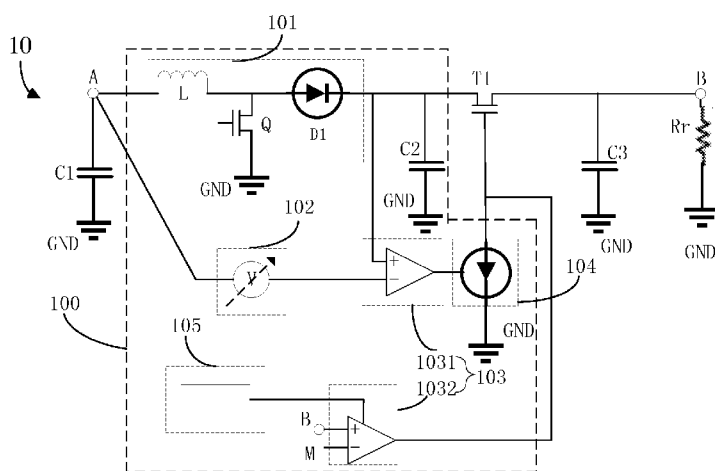 101
10
A
T1
B
L
Q
D1
Rr
C1
C2
C3
GND
GND
GND
GND
GND
GND
102
+
-
V
104
100
GND
105
1031
1032
103
B
+
M
-